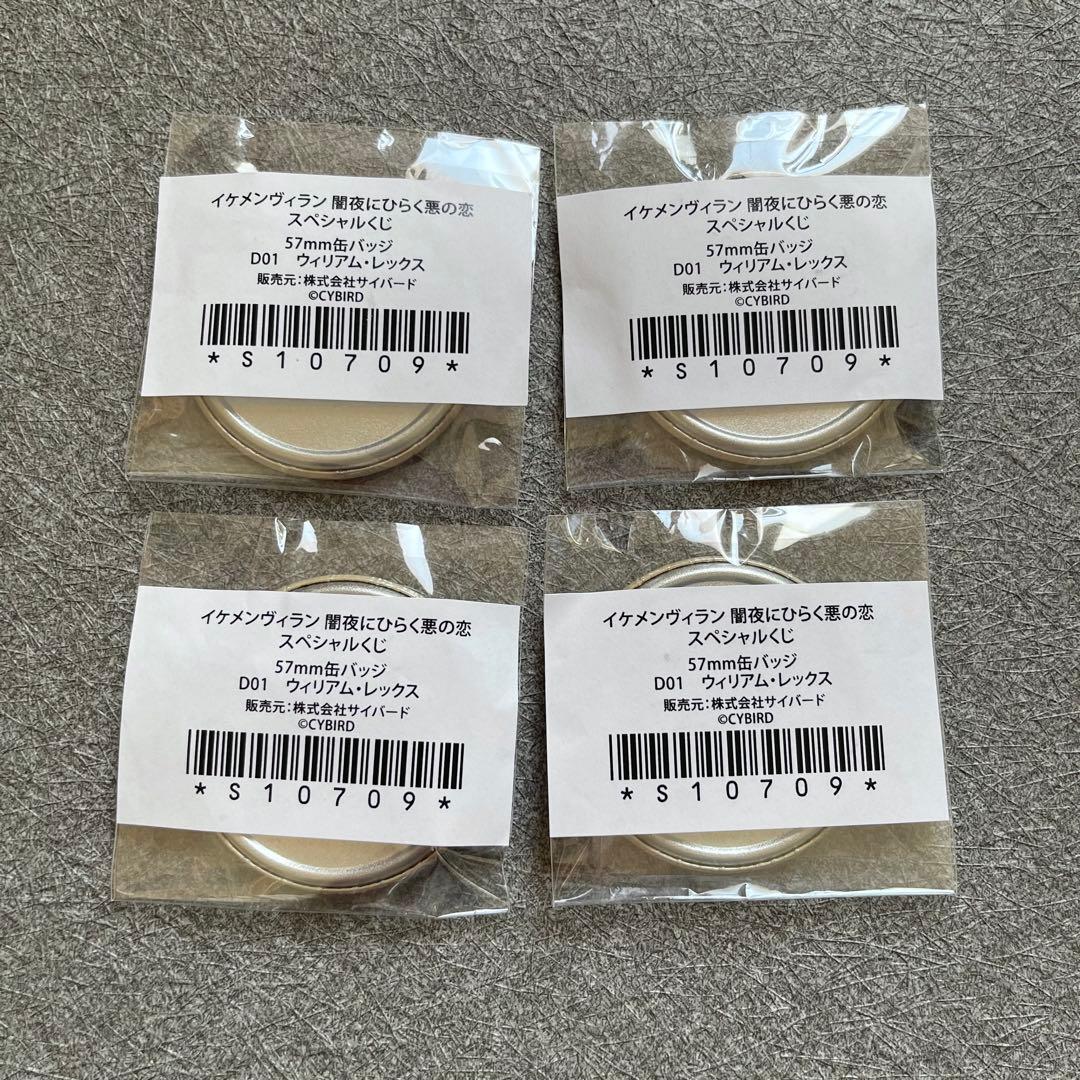 イケメンヴィラン 闇夜にひらく悪の恋
スペシャルくじ
57mm缶バッジ
D01　ウィリアム・レックス
販売元：株式会社サイバード
©CYBIRD
*S10709*
イケメンヴィラン 闇夜にひらく悪の恋
スペシャルくじ
57mm缶バッジ
D01　ウィリアム・レックス
販売元：株式会社サイバード
©CYBIRD
*S10709*
イケメンヴィラン 闇夜にひらく悪の恋
スペシャルくじ
57mm缶バッジ
D01　ウィリアム・レックス
販売元：株式会社サイバード
©CYBIRD
*S10709*
イケメンヴィラン 闇夜にひらく悪の恋
スペシャルくじ
57mm缶バッジ
D01　ウィリアム・レックス
販売元：株式会社サイバード
©CYBIRD
*S10709*